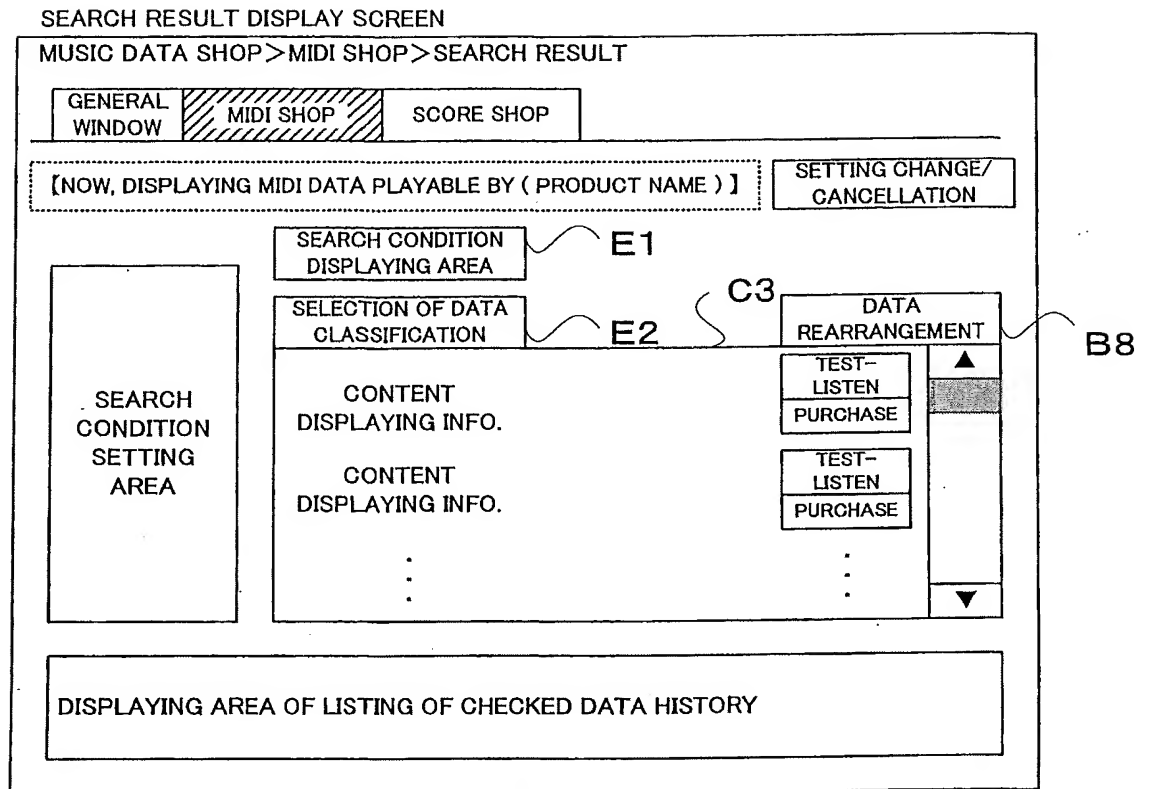 SEARCH RESULT DISPLAY SCREEN
MUSIC DATA SHOP>MIDI SHOP>SEARCH RESULT
GENERAL
WINDOW
MIDI SHOP
SCORE SHOP
【NOW, DISPLAYING MIDI DATA PLAYABLE BY ( PRODUCT NAME ) 】
SETTING CHANGE/
CANCELLATION
SEARCH CONDITION
DISPLAYING AREA
E1
SELECTION OF DATA
CLASSIFICATION
E2
C3
DATA
REARRANGEMENT
B8
SEARCH
CONDITION
SETTING
AREA
CONTENT
DISPLAYING INFO.
TEST-
LISTEN
PURCHASE
CONTENT
DISPLAYING INFO.
TEST-
LISTEN
PURCHASE
DISPLAYING AREA OF LISTING OF CHECKED DATA HISTORY